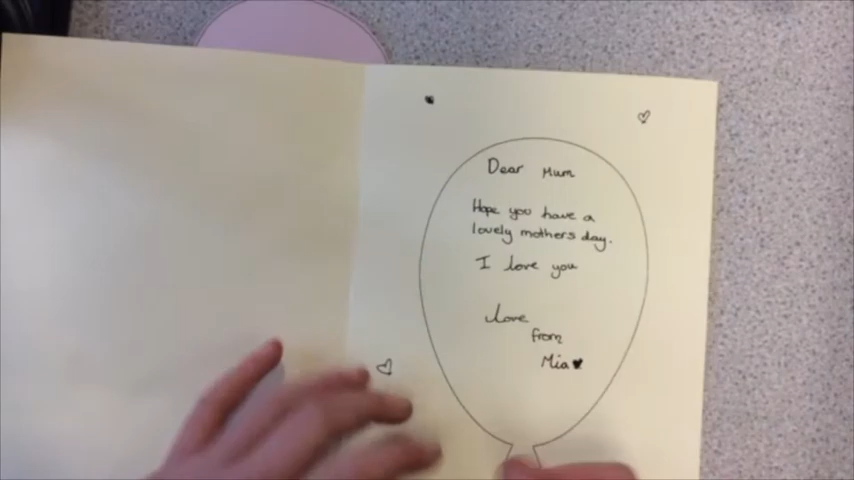 Dear Mum
Hope you have a
lovely mothers day.
I love you
Love
from
Mia